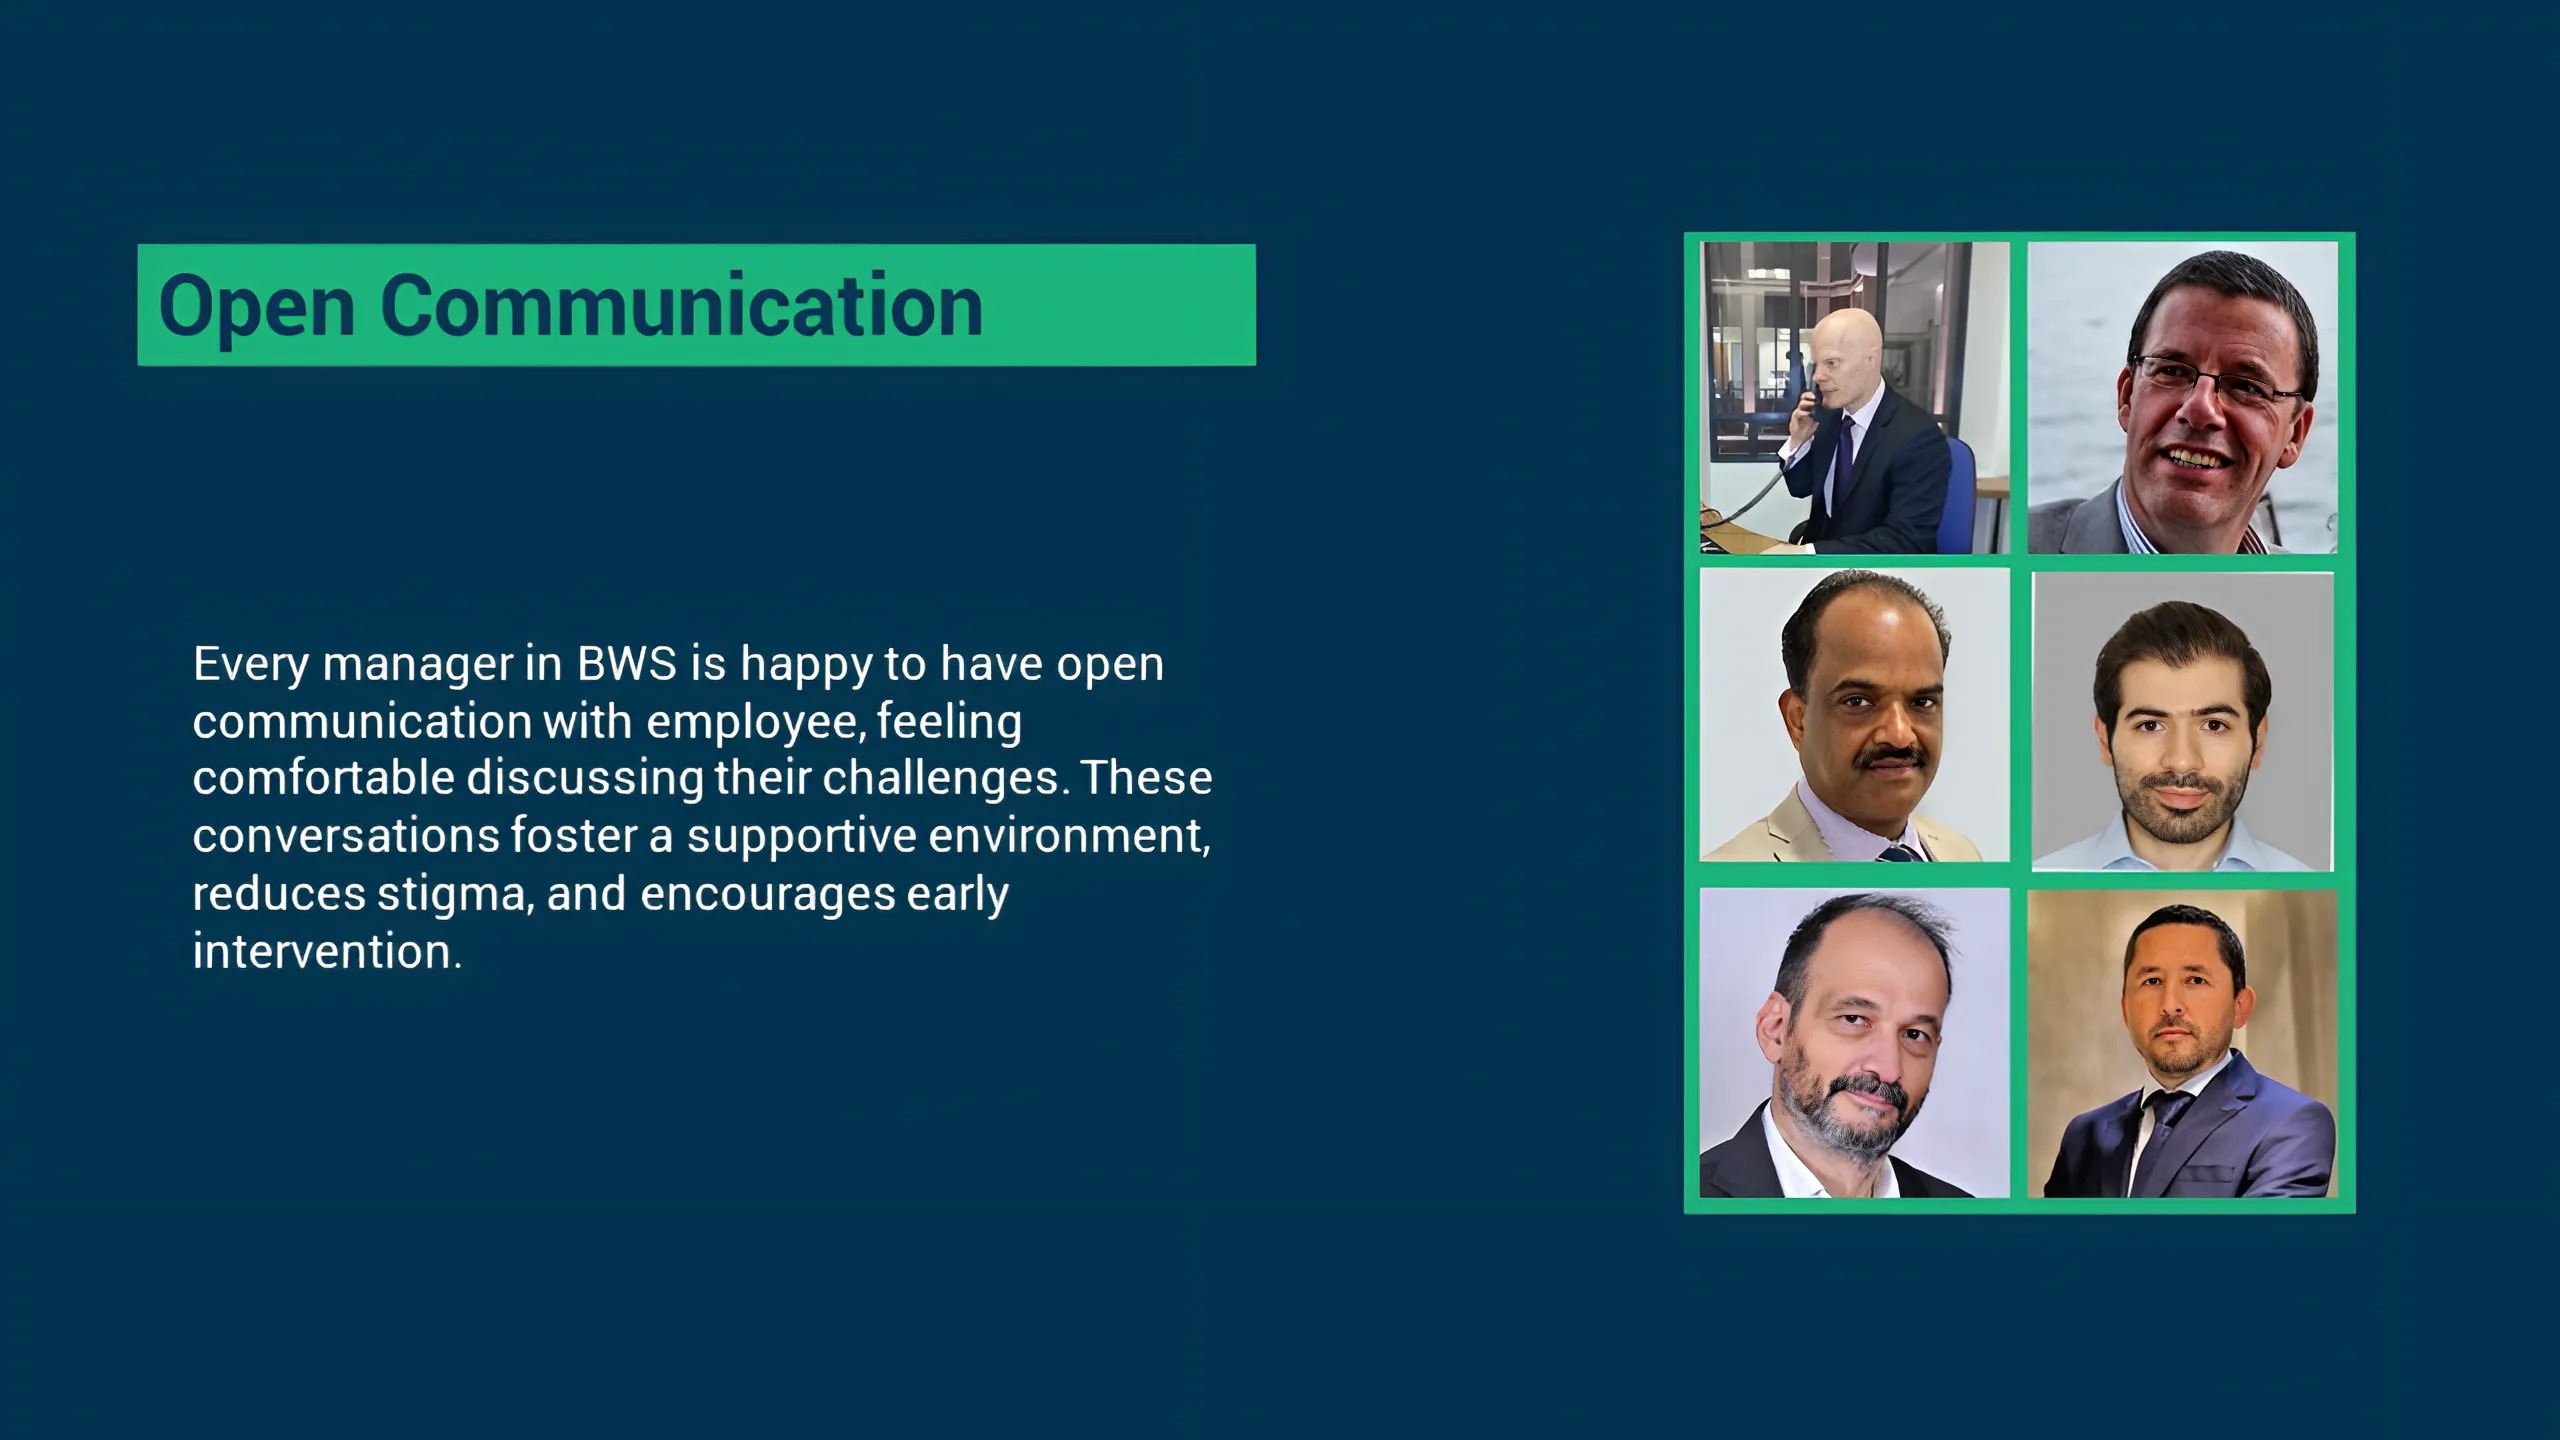 Open Communication
Every manager in BWS is happy to have open
communication with employee, feeling
comfortable discussing their challenges. These
conversations foster a supportive environment,
reduces stigma, and encourages early
intervention.